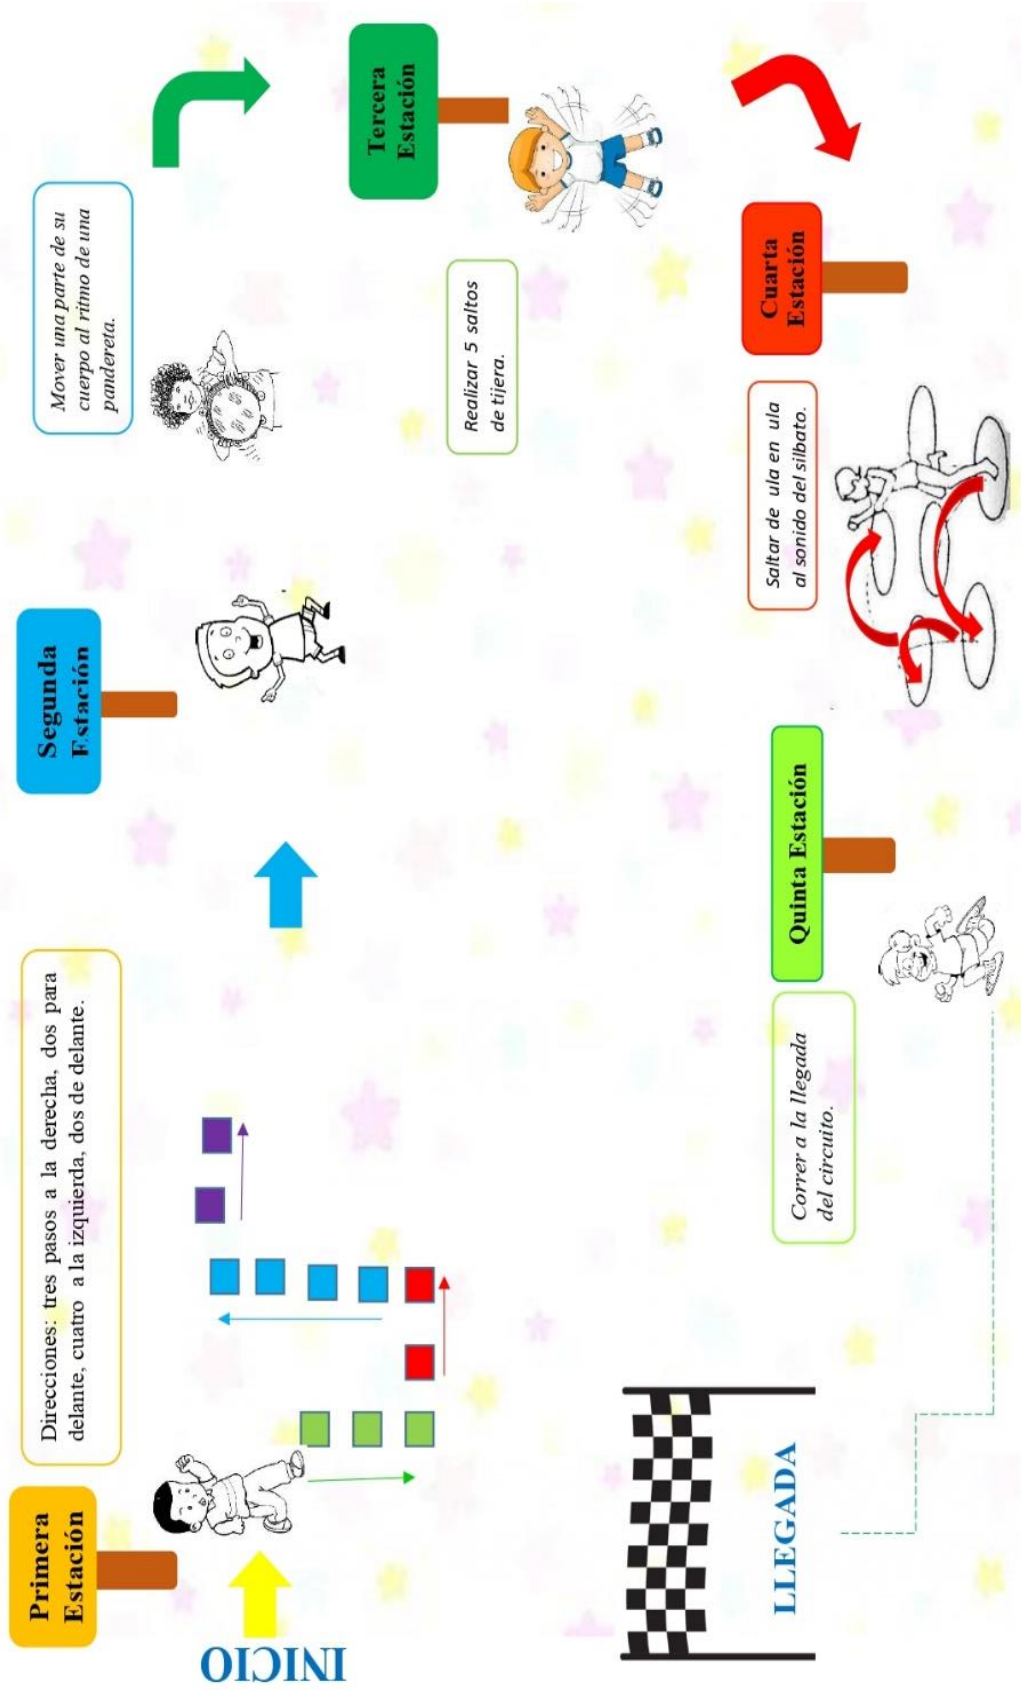 INICIO
Primera
Estación
Direcciones: tres pasos a la derecha, dos para
delante, cuatro a la izquierda, dos de delante.
Segunda
Estación
Mover una parte de su
cuerpo al ritmo de una
pandereta.
Tercera
Estación
Realizar 5 saltos
de tijera.
Cuarta
Estación
Saltar de ula en ula
al sonido del silbato.
Quinta Estación
Correr a la llegada
del circuito.
LLEGADA